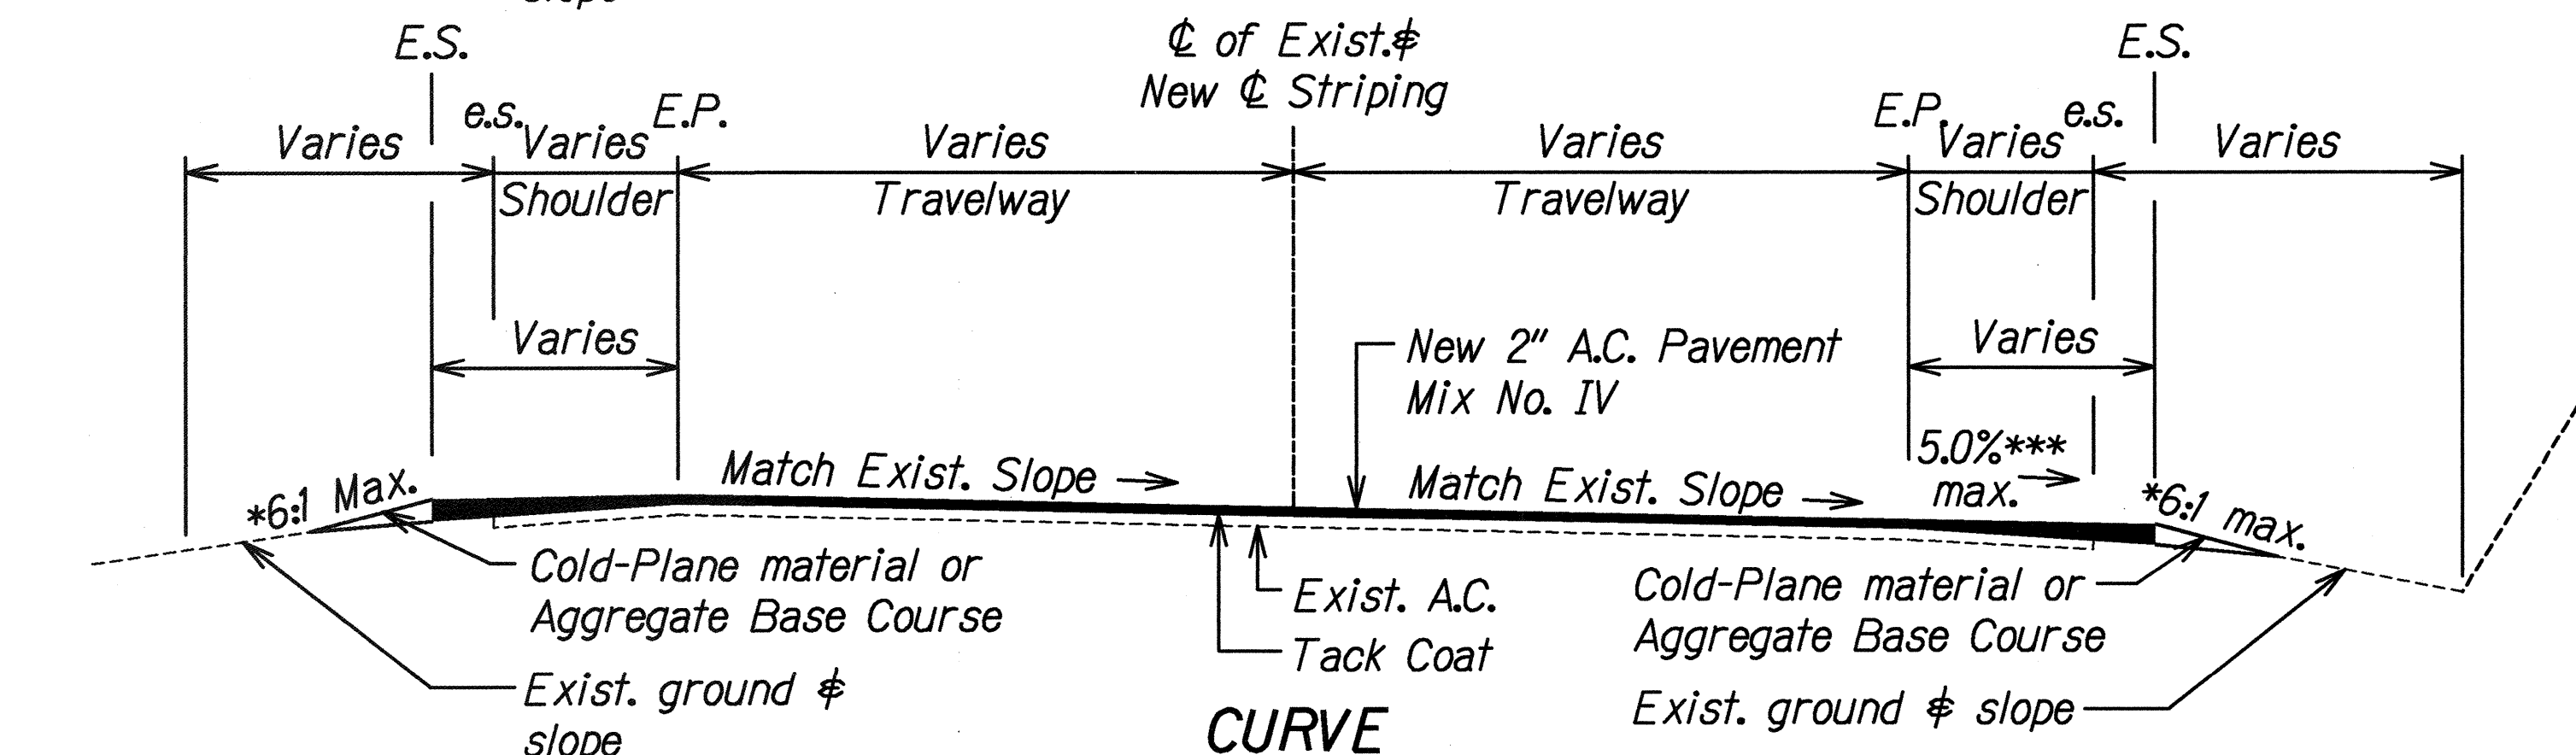 E.S.
℄ of Exist.&
New ℄ Striping
E.S.
e.s.
E.P.
E.P.
e.s.
Varies
Varies
Varies
Varies
Varies
Varies
Shoulder
Travelway
Travelway
Shoulder
Varies
Varies
New 2" A.C. Pavement
Mix No. IV
5.0%***
max.
*6:1 Max.
Match Exist. Slope
Match Exist. Slope
*6:1 max.
Cold-Plane material or
Aggregate Base Course
Exist. A.C.
Tack Coat
Cold-Plane material or
Aggregate Base Course
Exist. ground &
slope
Exist. ground & slope
CURVE